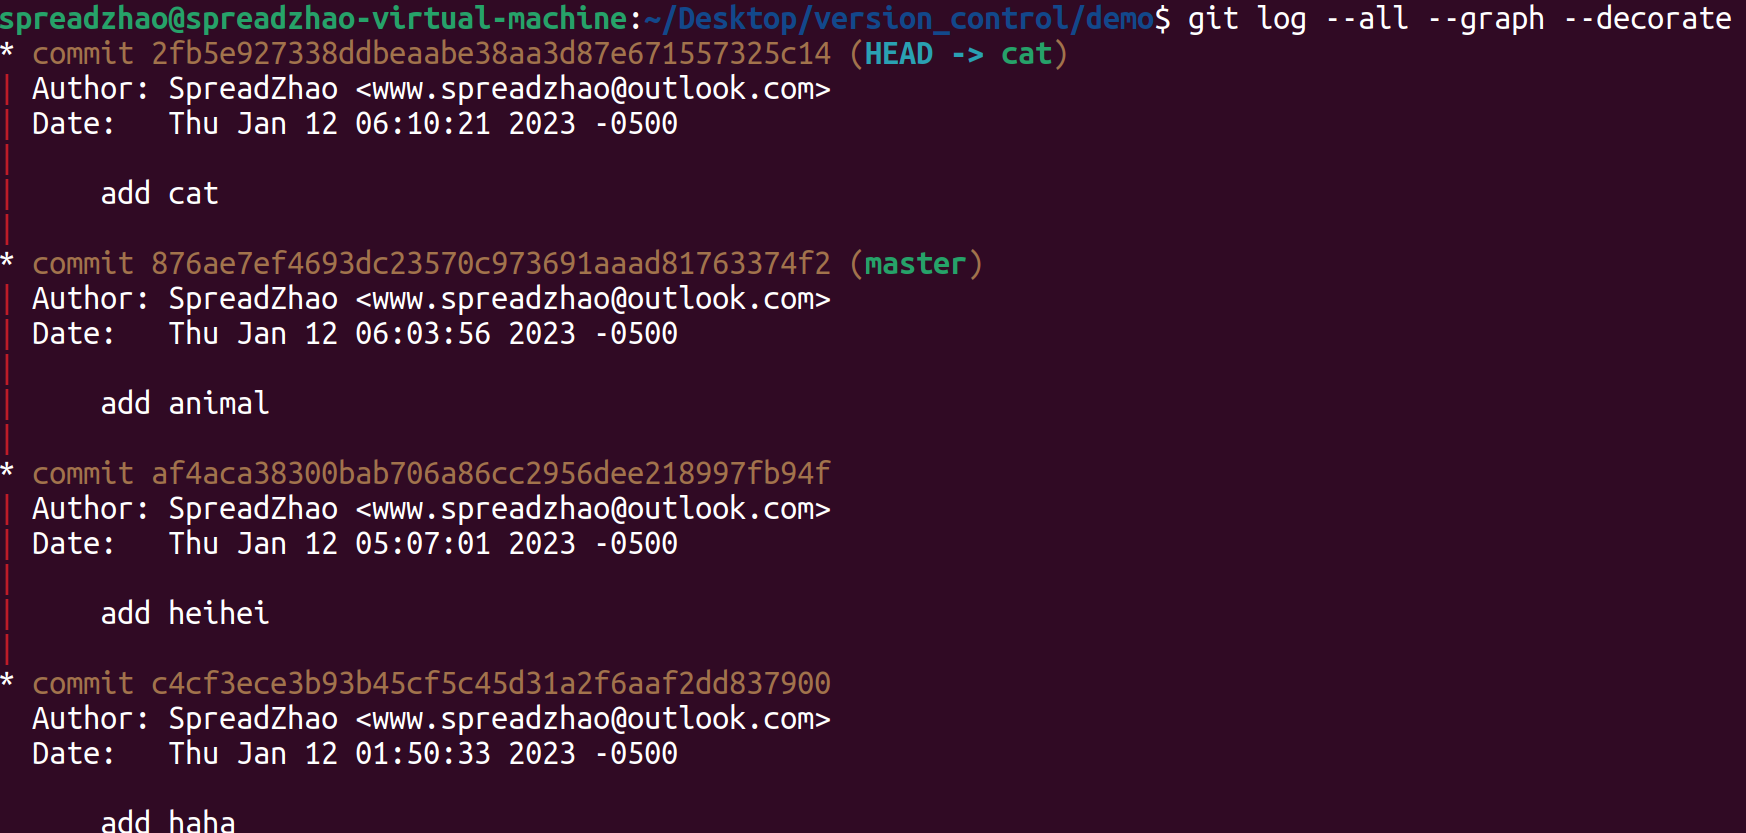 spreadzhao@spreadzhao-virtual-machine:~/Desktop/version_control/demo$ git log --all --graph --decorate
* commit 2fb5e927338ddbeaabe38aa3d87e671557325c14 (HEAD -> cat)
| Author: SpreadZhao <www.spreadzhao@outlook.com>
| Date:   Thu Jan 12 06:10:21 2023 -0500
|
|     add cat
|
* commit 876ae7ef4693dc23570c973691aaad81763374f2 (master)
| Author: SpreadZhao <www.spreadzhao@outlook.com>
| Date:   Thu Jan 12 06:03:56 2023 -0500
|
|     add animal
|
* commit af4aca38300bab706a86cc2956dee218997fb94f
| Author: SpreadZhao <www.spreadzhao@outlook.com>
| Date:   Thu Jan 12 05:07:01 2023 -0500
|
|     add heihei
|
* commit c4cf3ece3b93b45cf5c45d31a2f6aaf2dd837900
  Author: SpreadZhao <www.spreadzhao@outlook.com>
  Date:   Thu Jan 12 01:50:33 2023 -0500
      add haha